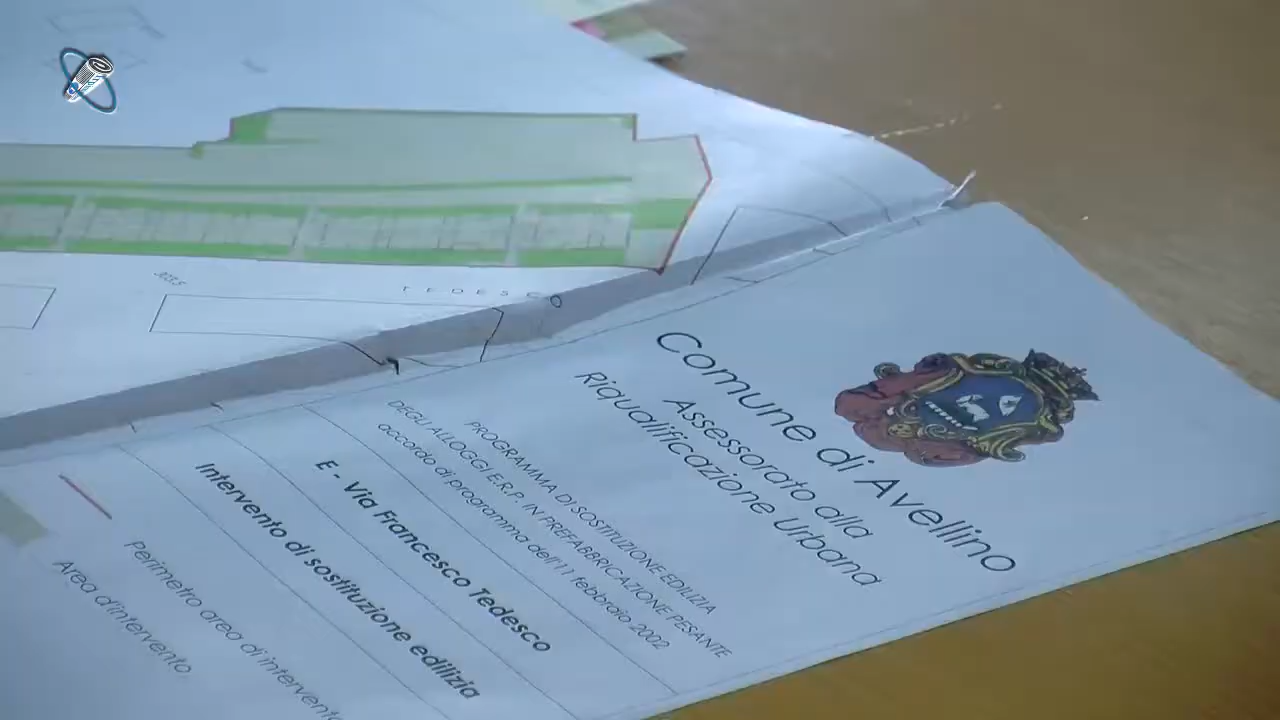 Comune di Avellino
Assessorato alla
Riqualificazione Urbana
PROGRAMMA DI SOSTITUZIONE EDILIZIA
DEGLI ALLOGGI E.R.P. IN PREFABBRICAZIONE PESANTE
accordo di programma dell'11 febbraio 2002
E - Via Francesco Tedesco
Intervento di sostituzione edilizia
Perimetro area di intervento
Area d'intervento
TEDESCO